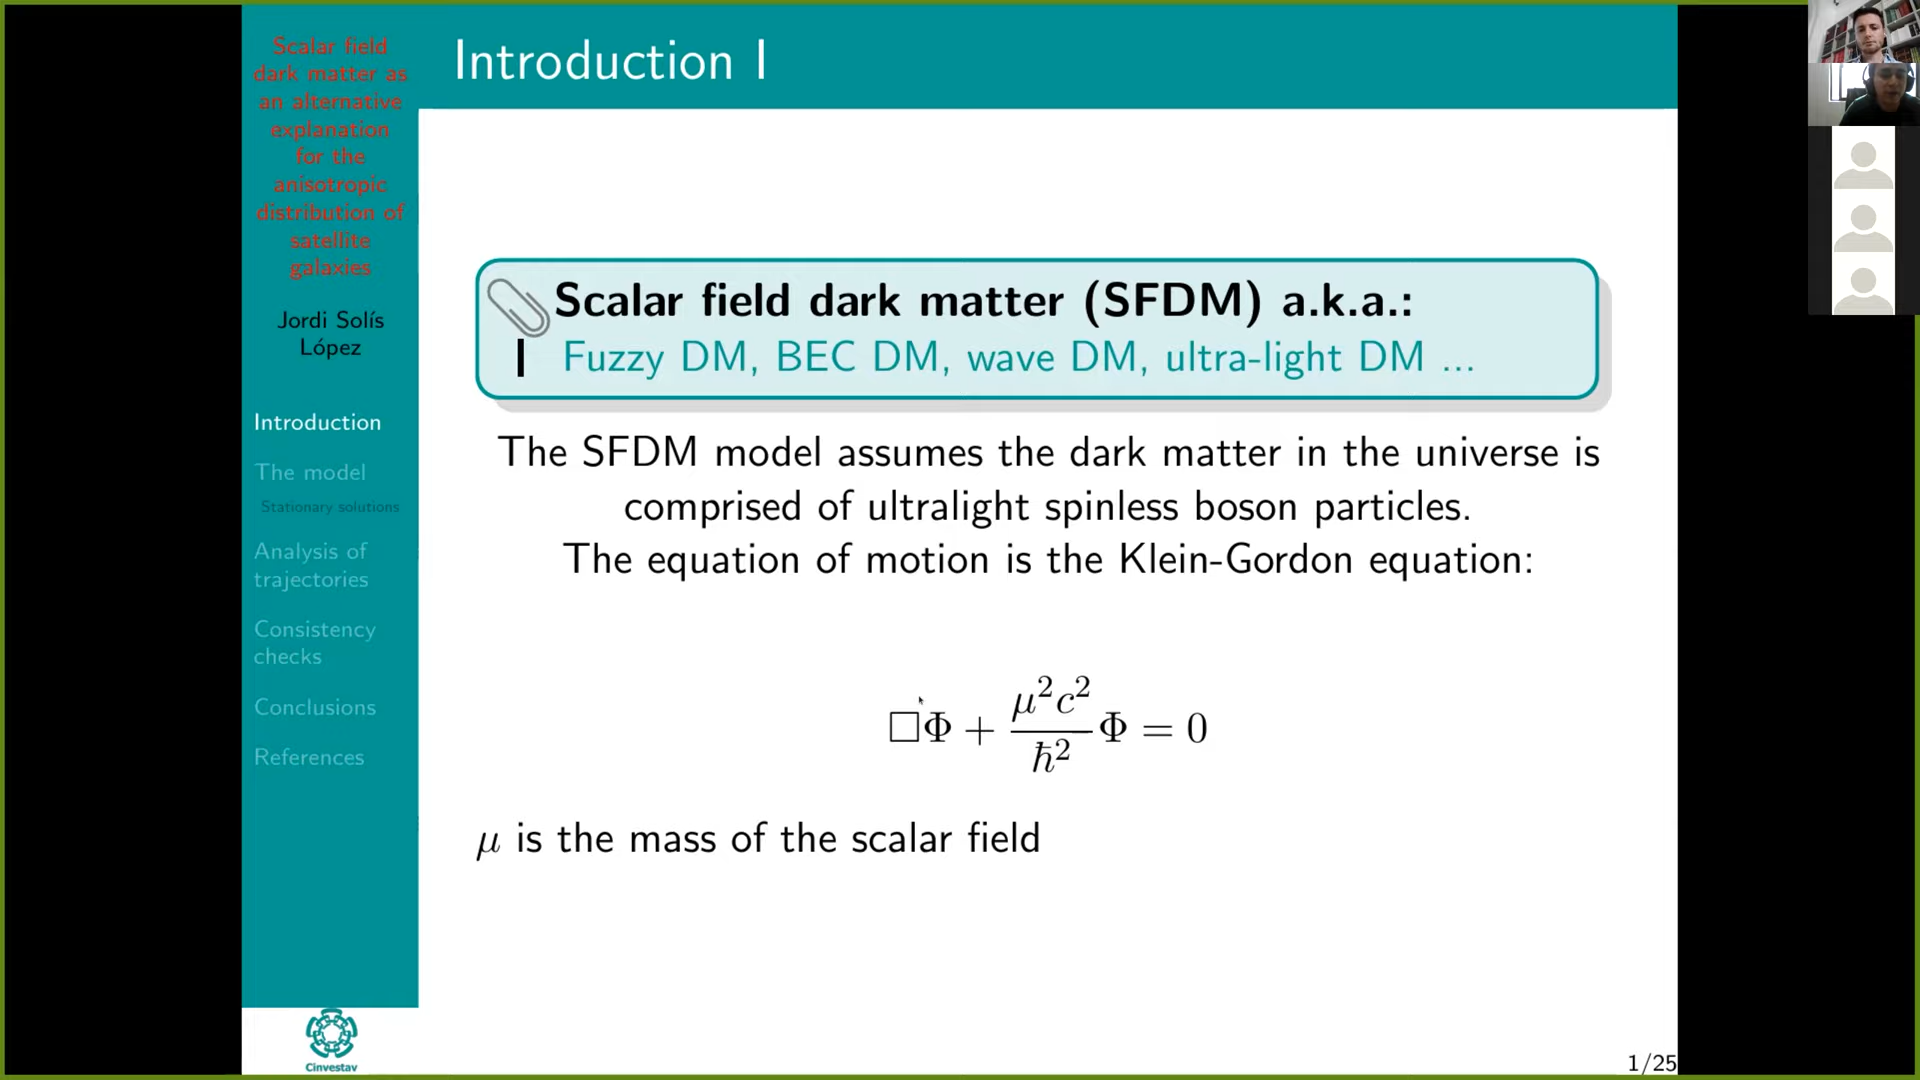 Scalar field
dark matter as
an alternative
explanation
for the
anisotropic
distribution of
satellite
galaxies
Jordi Solís
López
Introduction
The model
Stationary solutions
Analysis of
trajectories
Consistency
checks
Conclusions
References
Cinvestav
Introduction I
Scalar field dark matter (SFDM) a.k.a.:
Fuzzy DM, BEC DM, wave DM, ultra-light DM ...
The SFDM model assumes the dark matter in the universe is
comprised of ultralight spinless boson particles.
The equation of motion is the Klein-Gordon equation:
□Φ + μ²c²/ħ² Φ = 0
μ is the mass of the scalar field
1/25